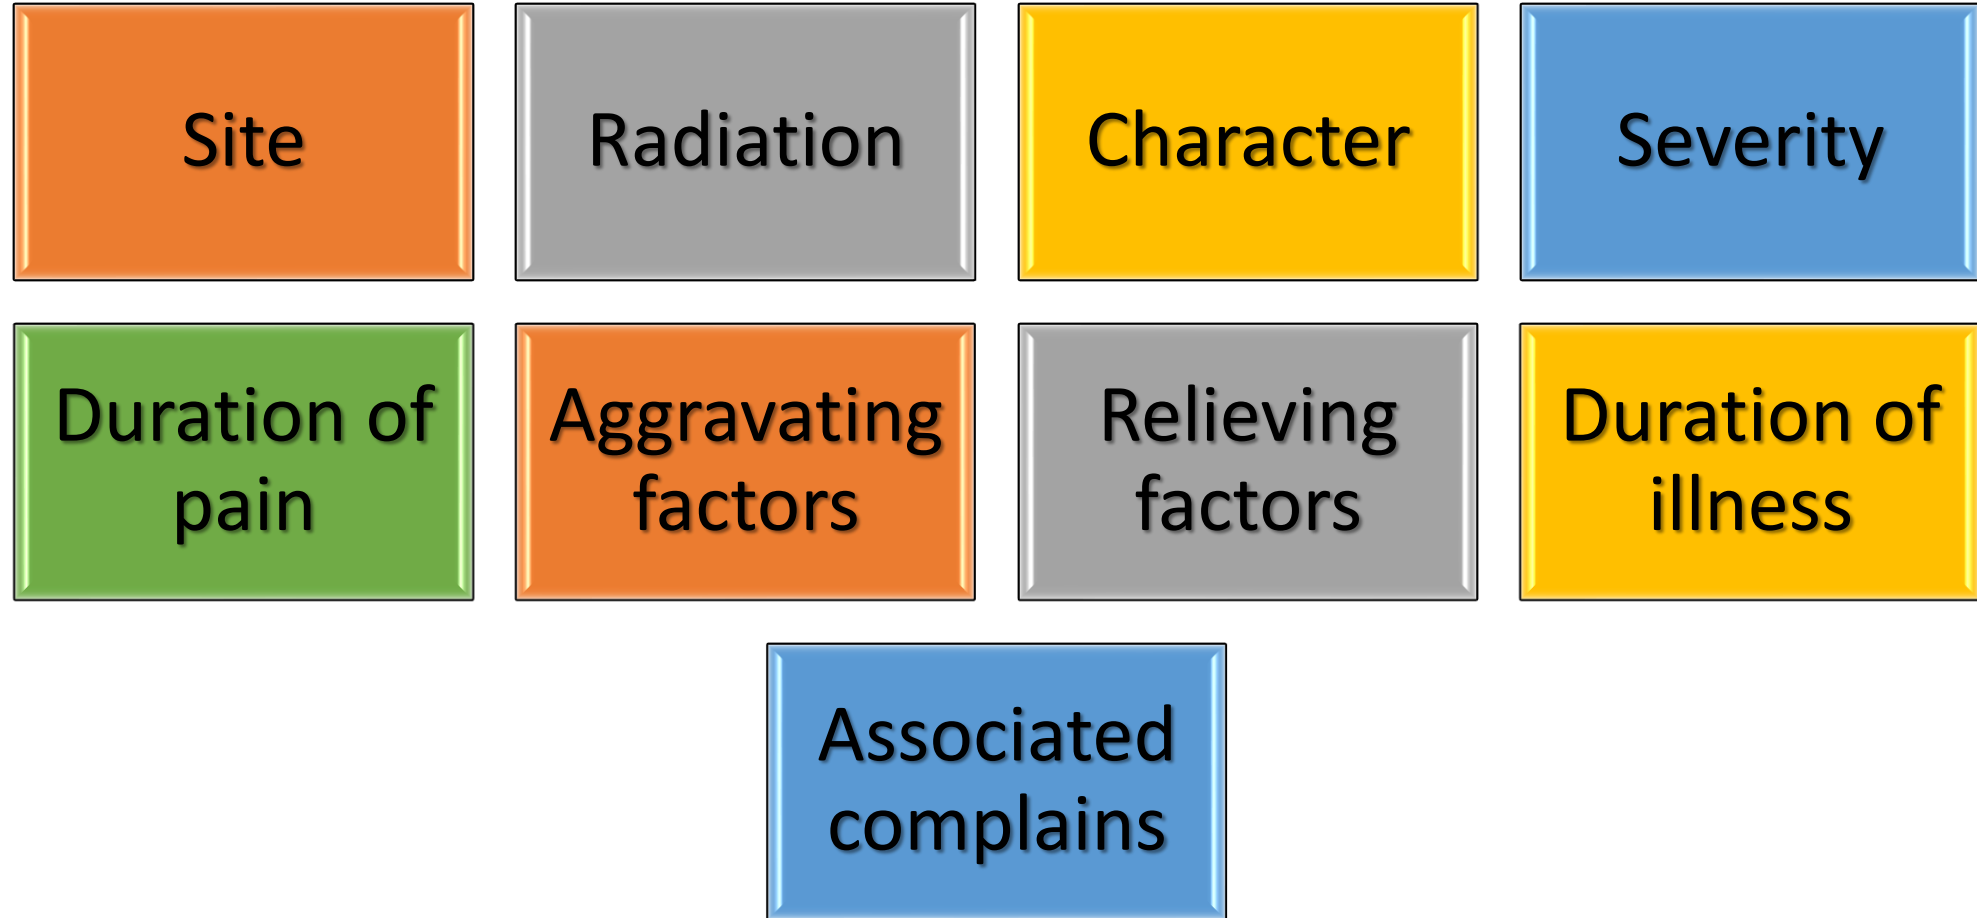 Site
Radiation
Character
Severity
Duration of
pain
Aggravating
factors
Relieving
factors
Duration of
illness
Associated
complains